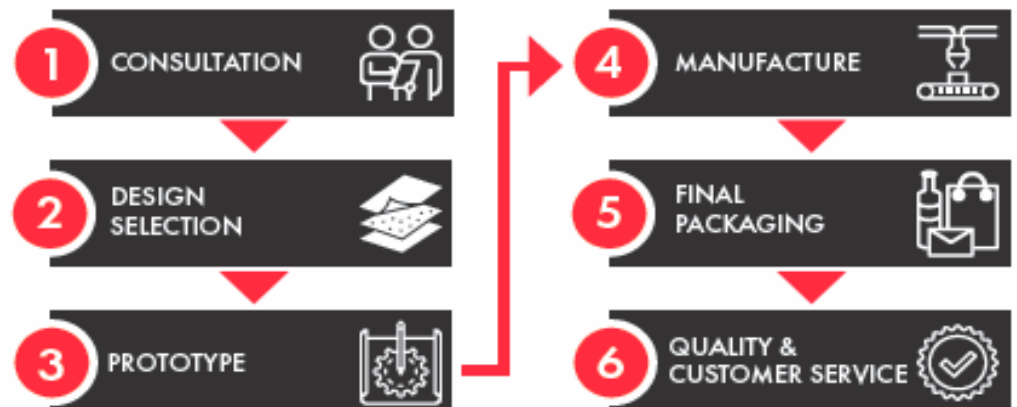 1
CONSULTATION
2
DESIGN
SELECTION
3
PROTOTYPE
4
MANUFACTURE
5
FINAL
PACKAGING
6
QUALITY &
CUSTOMER SERVICE